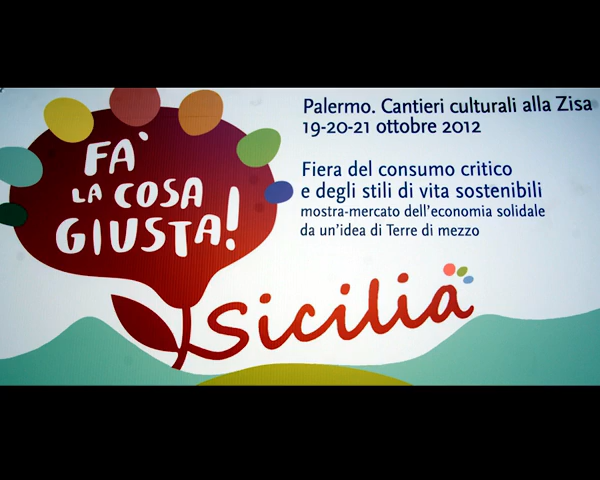 FA'
LA COSA
GIUSTA!
Sicilia
Palermo. Cantieri culturali alla Zisa
19-20-21 ottobre 2012
Fiera del consumo critico
e degli stili di vita sostenibili
mostra-mercato dell'economia solidale
da un'idea di Terre di mezzo